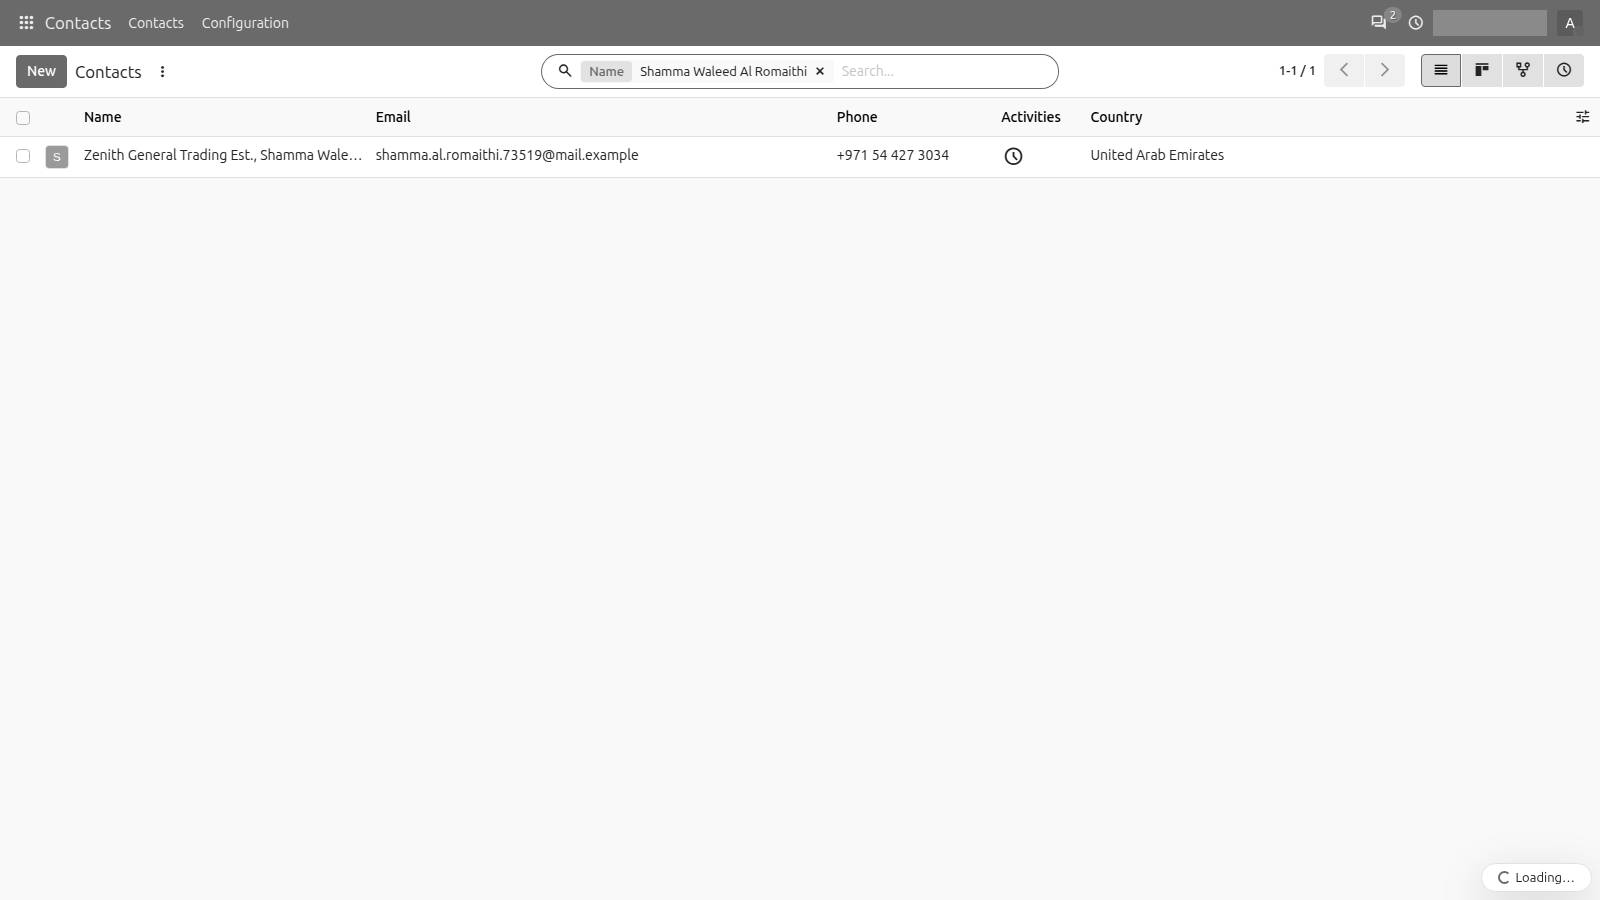 Contacts Contacts Configuration 2 A
New Contacts Name Shamma Waleed Al Romaithi Search... 1-1 / 1
Name Email Phone Activities Country
S Zenith General Trading Est., Shamma Wale... shamma.al.romaithi.73519@mail.example +971 54 427 3034 United Arab Emirates
Loading...